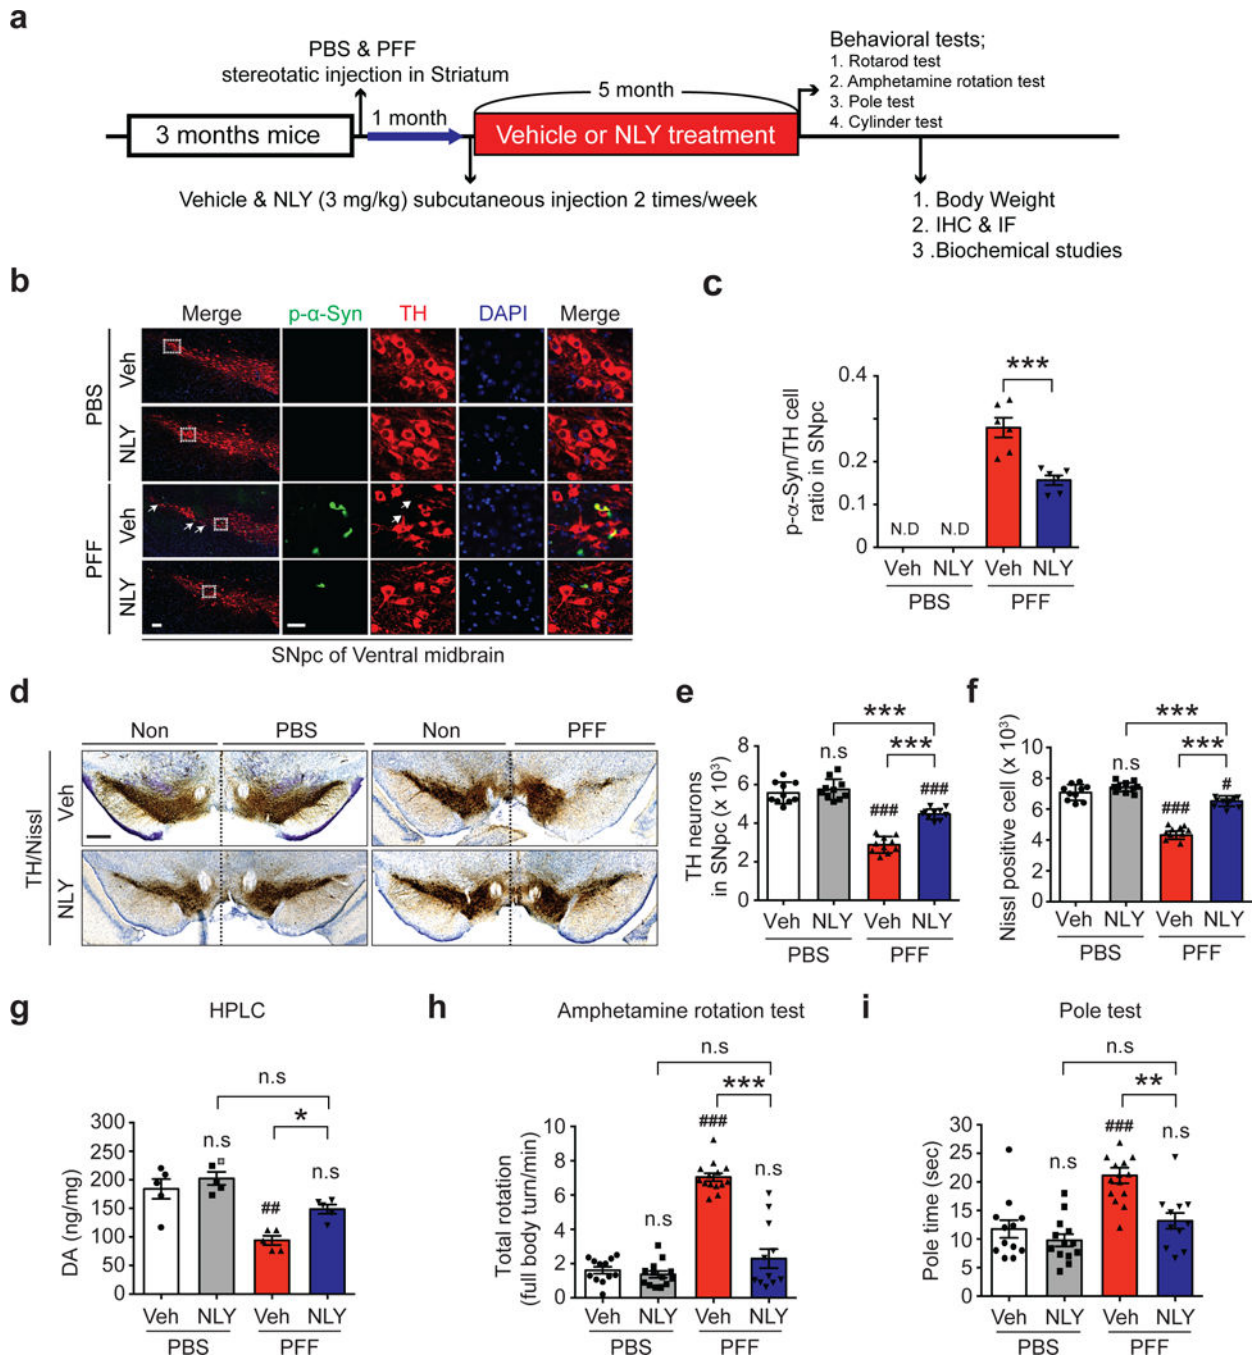 a
PBS & PFF
stereotatic injection in Striatum
3 months mice
1 month
5 month
Vehicle or NLY treatment
Behavioral tests;
1. Rotarod test
2. Amphetamine rotation test
3. Pole test
4. Cylinder test
Vehicle & NLY (3 mg/kg) subcutaneous injection 2 times/week
1. Body Weight
2. IHC & IF
3 .Biochemical studies
b
Merge p-α-Syn TH DAPI Merge
PBS
Veh
NLY
PFF
Veh
NLY
SNpc of Ventral midbrain
c
p-α-Syn/TH cell
ratio in SNpc
0.4
0.2
0.1
0
N.D N.D
***
Veh NLY Veh NLY
PBS PFF
d
Non PBS Non PFF
TH/Nissl
Veh
NLY
e
TH neurons
in SNpc (x 10³)
8
6
4
2
0
***
n.s ***
### ###
Veh NLY Veh NLY
PBS PFF
f
Nissl positive cell (x 10³)
10
8
6
4
2
0
***
n.s ***
### #
Veh NLY Veh NLY
PBS PFF
g
HPLC
DA (ng/mg)
300
250
200
150
100
50
0
n.s
n.s *
## n.s
Veh NLY Veh NLY
PBS PFF
h
Amphetamine rotation test
Total rotation
(full body turn/min)
10
8
6
4
2
0
n.s
***
###
n.s n.s
Veh NLY Veh NLY
PBS PFF
i
Pole test
Pole time (sec)
30
25
20
15
10
5
0
n.s
**
###
n.s n.s
Veh NLY Veh NLY
PBS PFF